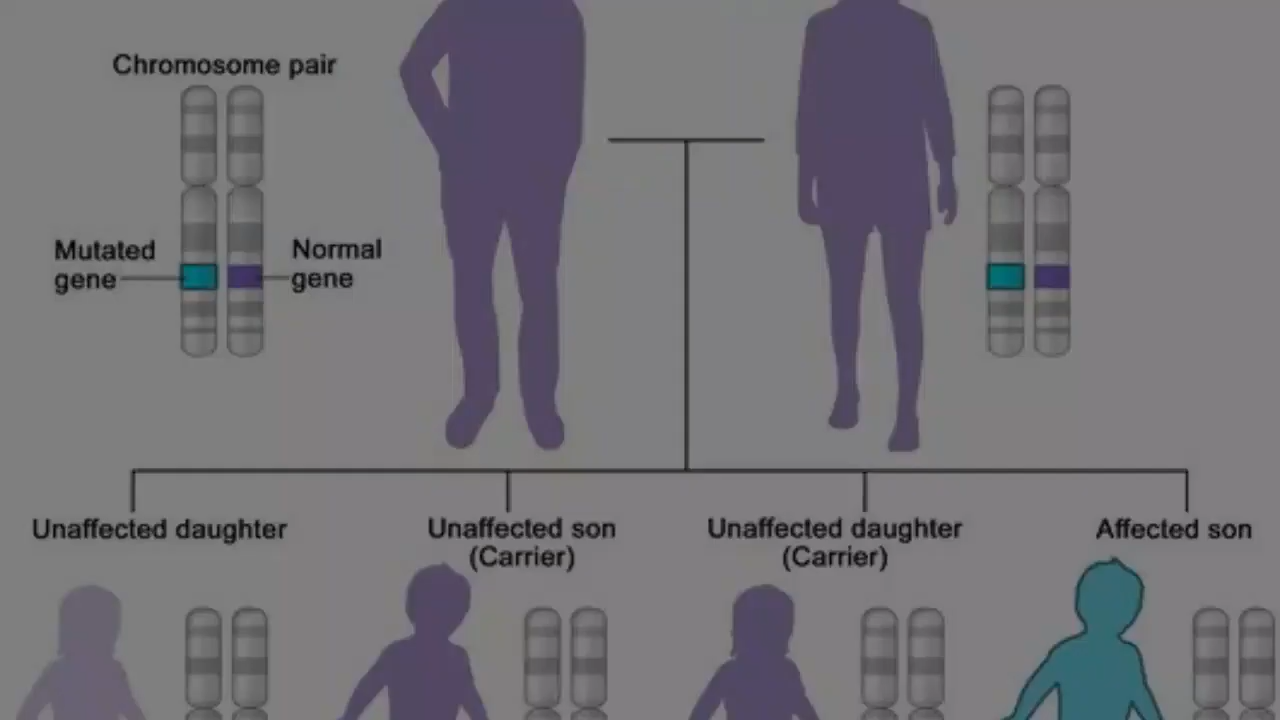 Chromosome pair
Mutated
gene
Normal
gene
Unaffected daughter
Unaffected son
(Carrier)
Unaffected daughter
(Carrier)
Affected son